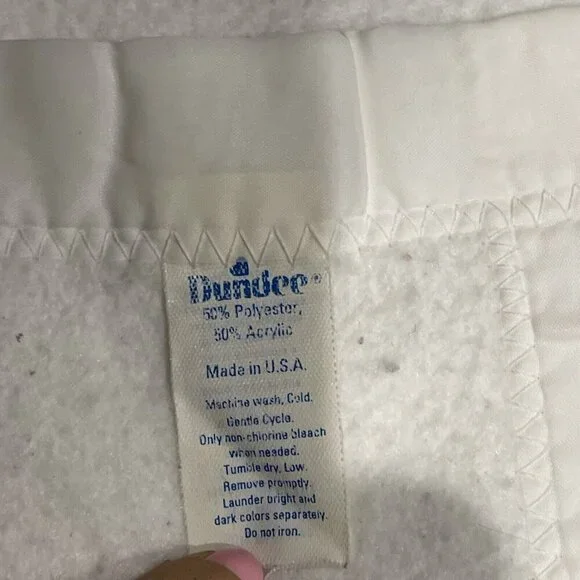 Dundee®
50% Polyester,
50% Acrylic
Made in U.S.A.
Machine wash, Cold.
Gentle Cycle.
Only non-chlorine bleach
when needed.
Tumble dry, Low.
Remove promptly.
Launder bright and
dark colors separately.
Do not iron.